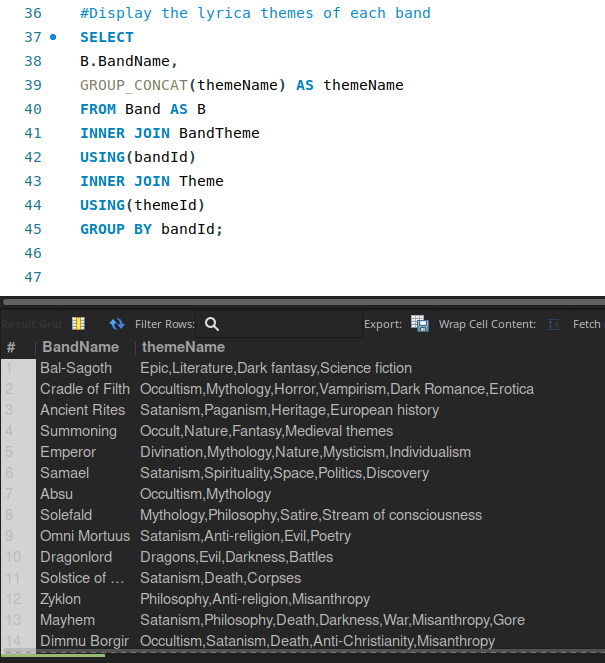 36 #Display the lyrica themes of each band
37 SELECT
38 B.BandName,
39 GROUP_CONCAT(themeName) AS themeName
40 FROM Band AS B
41 INNER JOIN BandTheme
42 USING(bandId)
43 INNER JOIN Theme
44 USING(themeId)
45 GROUP BY bandId;
46
47
Result Grid Filter Rows: Export: Wrap Cell Content: IA Fetch
# BandName themeName
1 Bal-Sagoth Epic,Literature,Dark fantasy,Science fiction
2 Cradle of Filth Occultism,Mythology,Horror,Vampirism,Dark Romance,Erotica
3 Ancient Rites Satanism,Paganism,Heritage,European history
4 Summoning Occult,Nature,Fantasy,Medieval themes
5 Emperor Divination,Mythology,Nature,Mysticism,Individualism
6 Samael Satanism,Spirituality,Space,Politics,Discovery
7 Absu Occultism,Mythology
8 Solefald Mythology,Philosophy,Satire,Stream of consciousness
9 Omni Mortuus Satanism,Anti-religion,Evil,Poetry
10 Dragonlord Dragons,Evil,Darkness,Battles
11 Solstice of ... Satanism,Death,Corpses
12 Zyklon Philosophy,Anti-religion,Misanthropy
13 Mayhem Satanism,Philosophy,Death,Darkness,War,Misanthropy,Gore
14 Dimmu Borgir Occultism,Satanism,Death,Anti-Christianity,Misanthropy